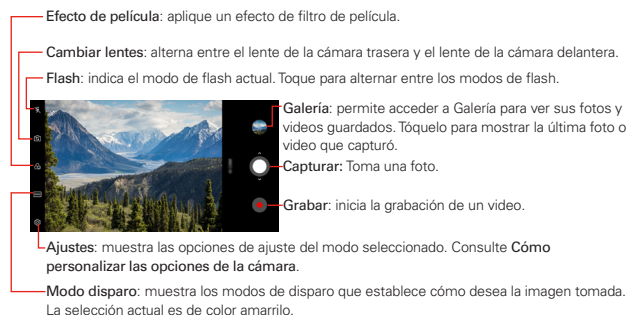 Efecto de película: aplique un efecto de filtro de película.
Cambiar lentes: alterna entre el lente de la cámara trasera y el lente de la cámara delantera.
Flash: indica el modo de flash actual. Toque para alternar entre los modos de flash.
Galería: permite acceder a Galería para ver sus fotos y
videos guardados. Tóquelo para mostrar la última foto o
video que capturó.
Capturar: Toma una foto.
Grabar: inicia la grabación de un video.
Ajustes: muestra las opciones de ajuste del modo seleccionado. Consulte Cómo
personalizar las opciones de la cámara.
Modo disparo: muestra los modos de disparo que establece cómo desea la imagen tomada.
La selección actual es de color amarrilo.